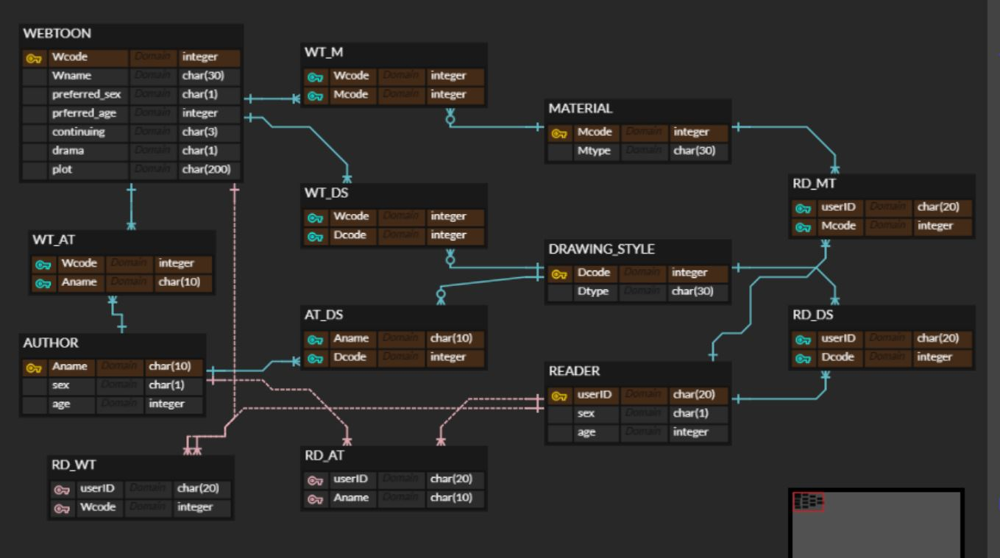 WEBTOON
Wcode Domain integer
Wname Domain char(30)
preferred_sex Domain char(1)
prferred_age Domain integer
continuing Domain char(3)
drama Domain char(1)
plot Domain char(200)
WT_M
Wcode Domain integer
Mcode Domain integer
MATERIAL
Mcode Domain integer
Mtype Domain char(30)
RD_MT
userID Domain char(20)
Mcode Domain integer
WT_DS
Wcode Domain integer
Dcode Domain integer
WT_AT
Wcode Domain integer
Aname Domain char(10)
DRAWING_STYLE
Dcode Domain integer
Dtype Domain char(30)
AT_DS
Aname Domain char(10)
Dcode Domain integer
RD_DS
userID Domain char(20)
Dcode Domain integer
AUTHOR
Aname Domain char(10)
sex Domain char(1)
age Domain integer
READER
userID Domain char(20)
sex Domain char(1)
age Domain integer
RD_WT
userID Domain char(20)
Wcode Domain integer
RD_AT
userID Domain char(20)
Aname Domain char(10)